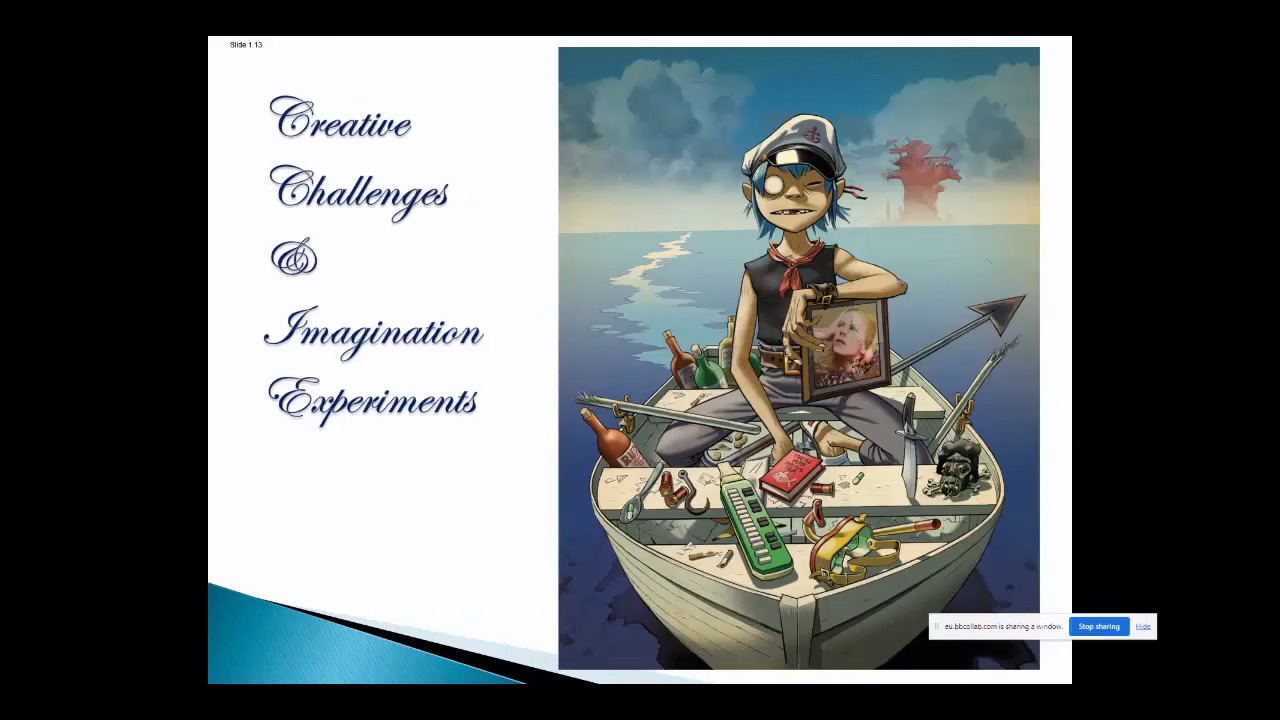 Slide 1.13
Creative
Challenges
&
Imagination
Experiments
eu.bbcollab.com is sharing a window.
Stop sharing
Hide